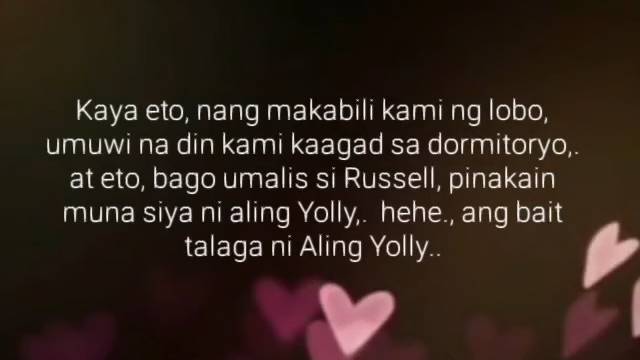 Kaya eto, nang makabili kami ng lobo,
umuwi na din kami kaagad sa dormitoryo,.
at eto, bago umalis si Russell, pinakain
muna siya ni aling Yolly,.  hehe., ang bait
talaga ni Aling Yolly..